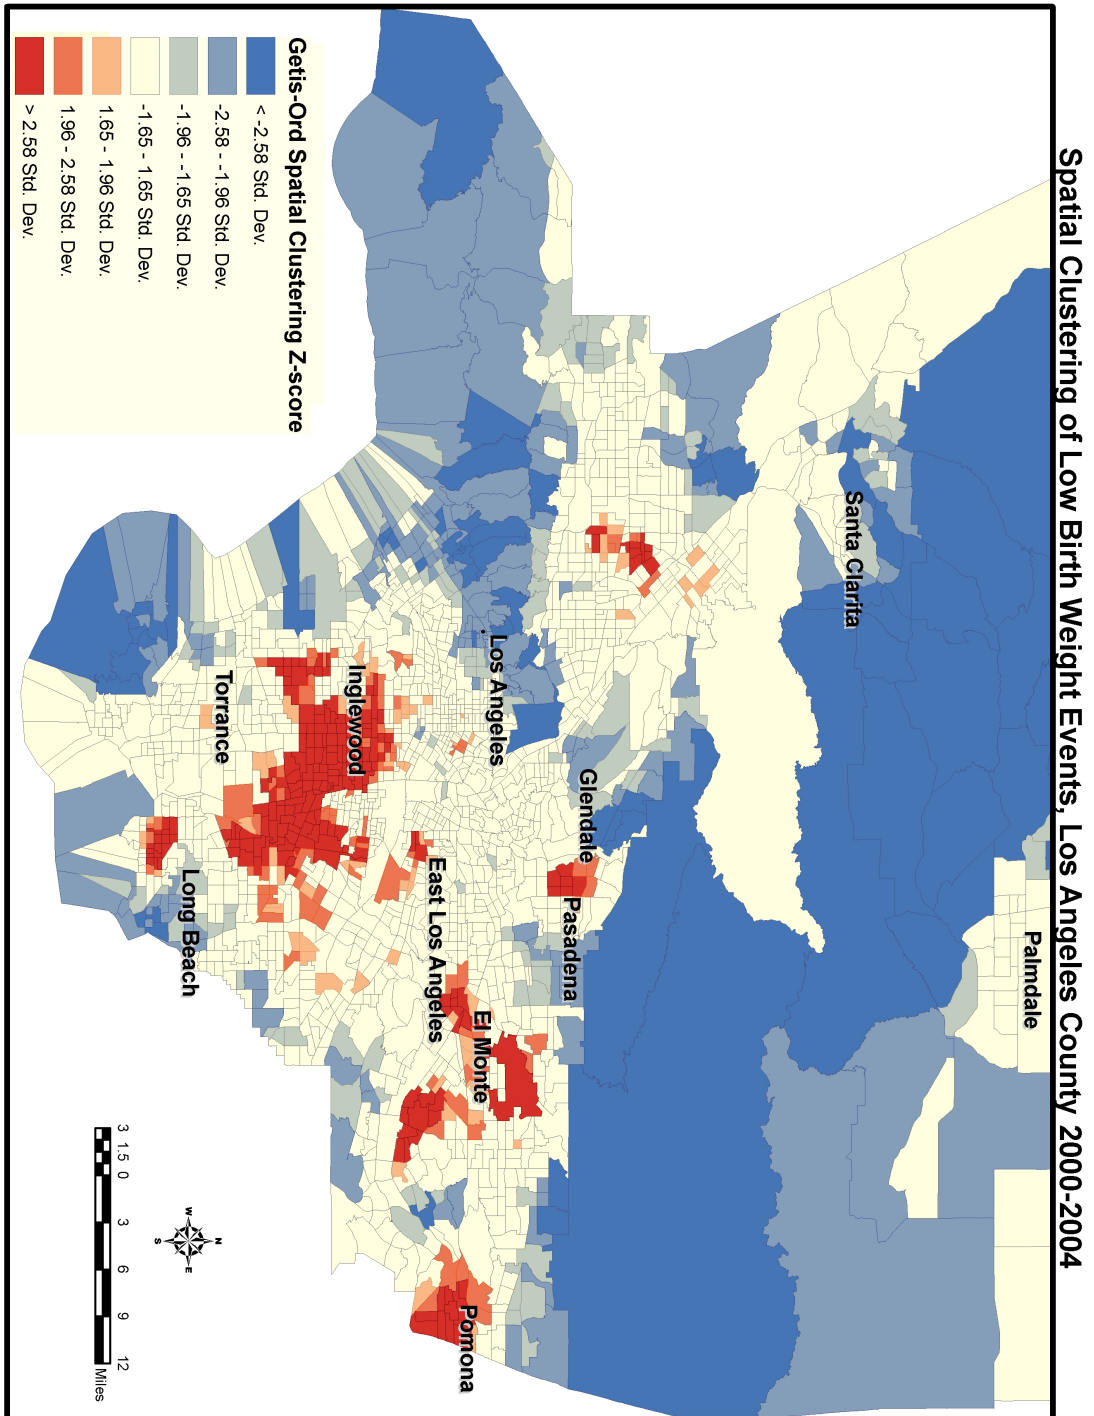 Spatial Clustering of Low Birth Weight Events, Los Angeles County 2000-2004
Palmdale
Santa Clarita
Glendale
Pasadena
Los Angeles
El Monte
Pomona
East Los Angeles
Inglewood
Torrance
Long Beach
Getis-Ord Spatial Clustering Z-score
< -2.58 Std. Dev.
-2.58 - -1.96 Std. Dev.
-1.96 - -1.65 Std. Dev.
-1.65 - 1.65 Std. Dev.
1.65 - 1.96 Std. Dev.
1.96 - 2.58 Std. Dev.
> 2.58 Std. Dev.
N
W
E
S
3 1.5 0 3 6 9 12
Miles